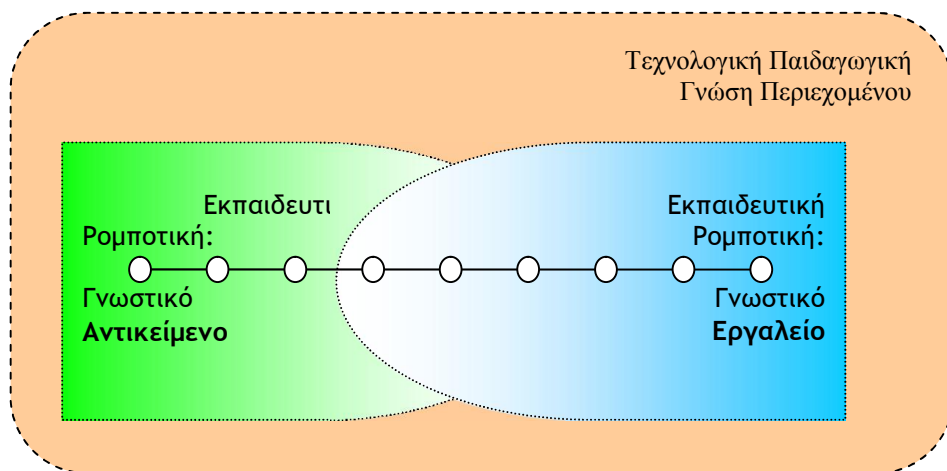 Τεχνολογική Παιδαγωγική
Γνώση Περιεχομένου
Εκπαιδευτι
Ρομποτική:
Γνωστικό
Αντικείμενο
Εκπαιδευτική
Ρομποτική:
Γνωστικό
Εργαλείο